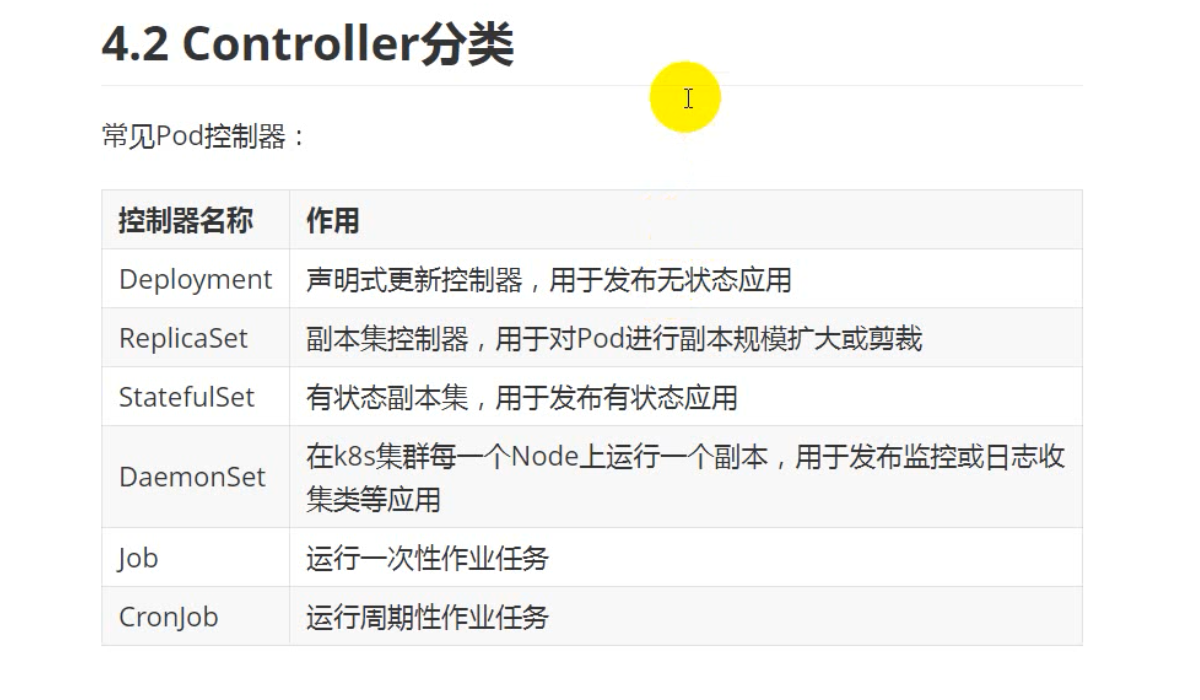 4.2 Controller分类
常见Pod控制器：
控制器名称 作用
Deployment 声明式更新控制器，用于发布无状态应用
ReplicaSet 副本集控制器，用于对Pod进行副本规模扩大或剪裁
StatefulSet 有状态副本集，用于发布有状态应用
DaemonSet 在k8s集群每一个Node上运行一个副本，用于发布监控或日志收
集类等应用
Job 运行一次性作业任务
CronJob 运行周期性作业任务